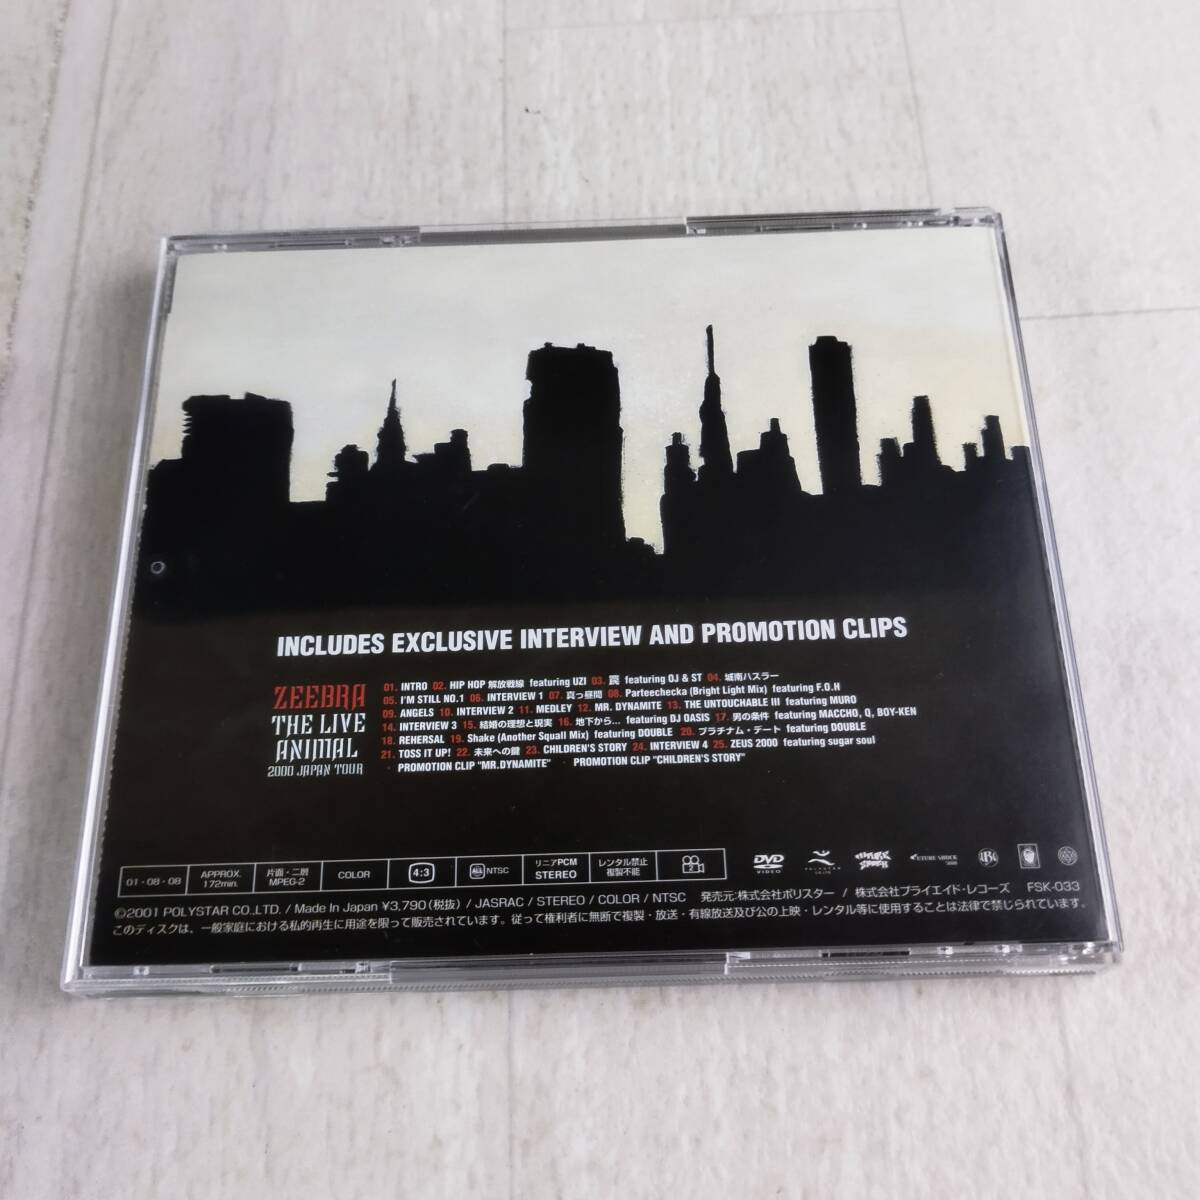 INCLUDES EXCLUSIVE INTERVIEW AND PROMOTION CLIPS
ZEEBRA
THE LIVE
ANIMAL
2000 JAPAN TOUR
01. INTRO 02. HIP HOP 解放戦線 featuring UZI 03. 罠 featuring OJ & ST 04. 城南ハスラー
05. I'M STILL NO.1 06. INTERVIEW 1 07. 真っ昼間 08. Parteechecka (Bright Light Mix) featuring F.O.H
09. ANGELS 10. INTERVIEW 2 11. MEDLEY 12. MR. DYNAMITE 13. THE UNTOUCHABLE III featuring MURO
14. INTERVIEW 3 15. 結婚の理想と現実 16. 地下から... featuring DJ OASIS 17. 男の条件 featuring MACCHO, Q, BOY-KEN
18. REHERSAL 19. Shake (Another Squall Mix) featuring DOUBLE 20. プラチナム・デート featuring DOUBLE
21. TOSS IT UP! 22. 未来への鍵 23. CHILDREN'S STORY 24. INTERVIEW 4 25. ZEUS 2000 featuring sugar soul
· PROMOTION CLIP "MR.DYNAMITE" · PROMOTION CLIP "CHILDREN'S STORY"
01・08・08
APPROX.
172min.
片面・二層
MPEG-2
COLOR
4:3
ALL NTSC
リニアPCM
STEREO
レンタル禁止
複製不能
2
DVD
VIDEO
FUTURE SHOCK
©2001 POLYSTAR CO.,LTD. / Made In Japan ¥3,790(税抜) / JASRAC / STEREO / COLOR / NTSC 発売元:株式会社ポリスター / 株式会社プライエイド・レコーズ FSK-033
このディスクは、一般家庭における私的再生に用途を限って販売されています。従って権利者に無断で複製・放送・有線放送及び公の上映・レンタル等に使用することは法律で禁じられています。